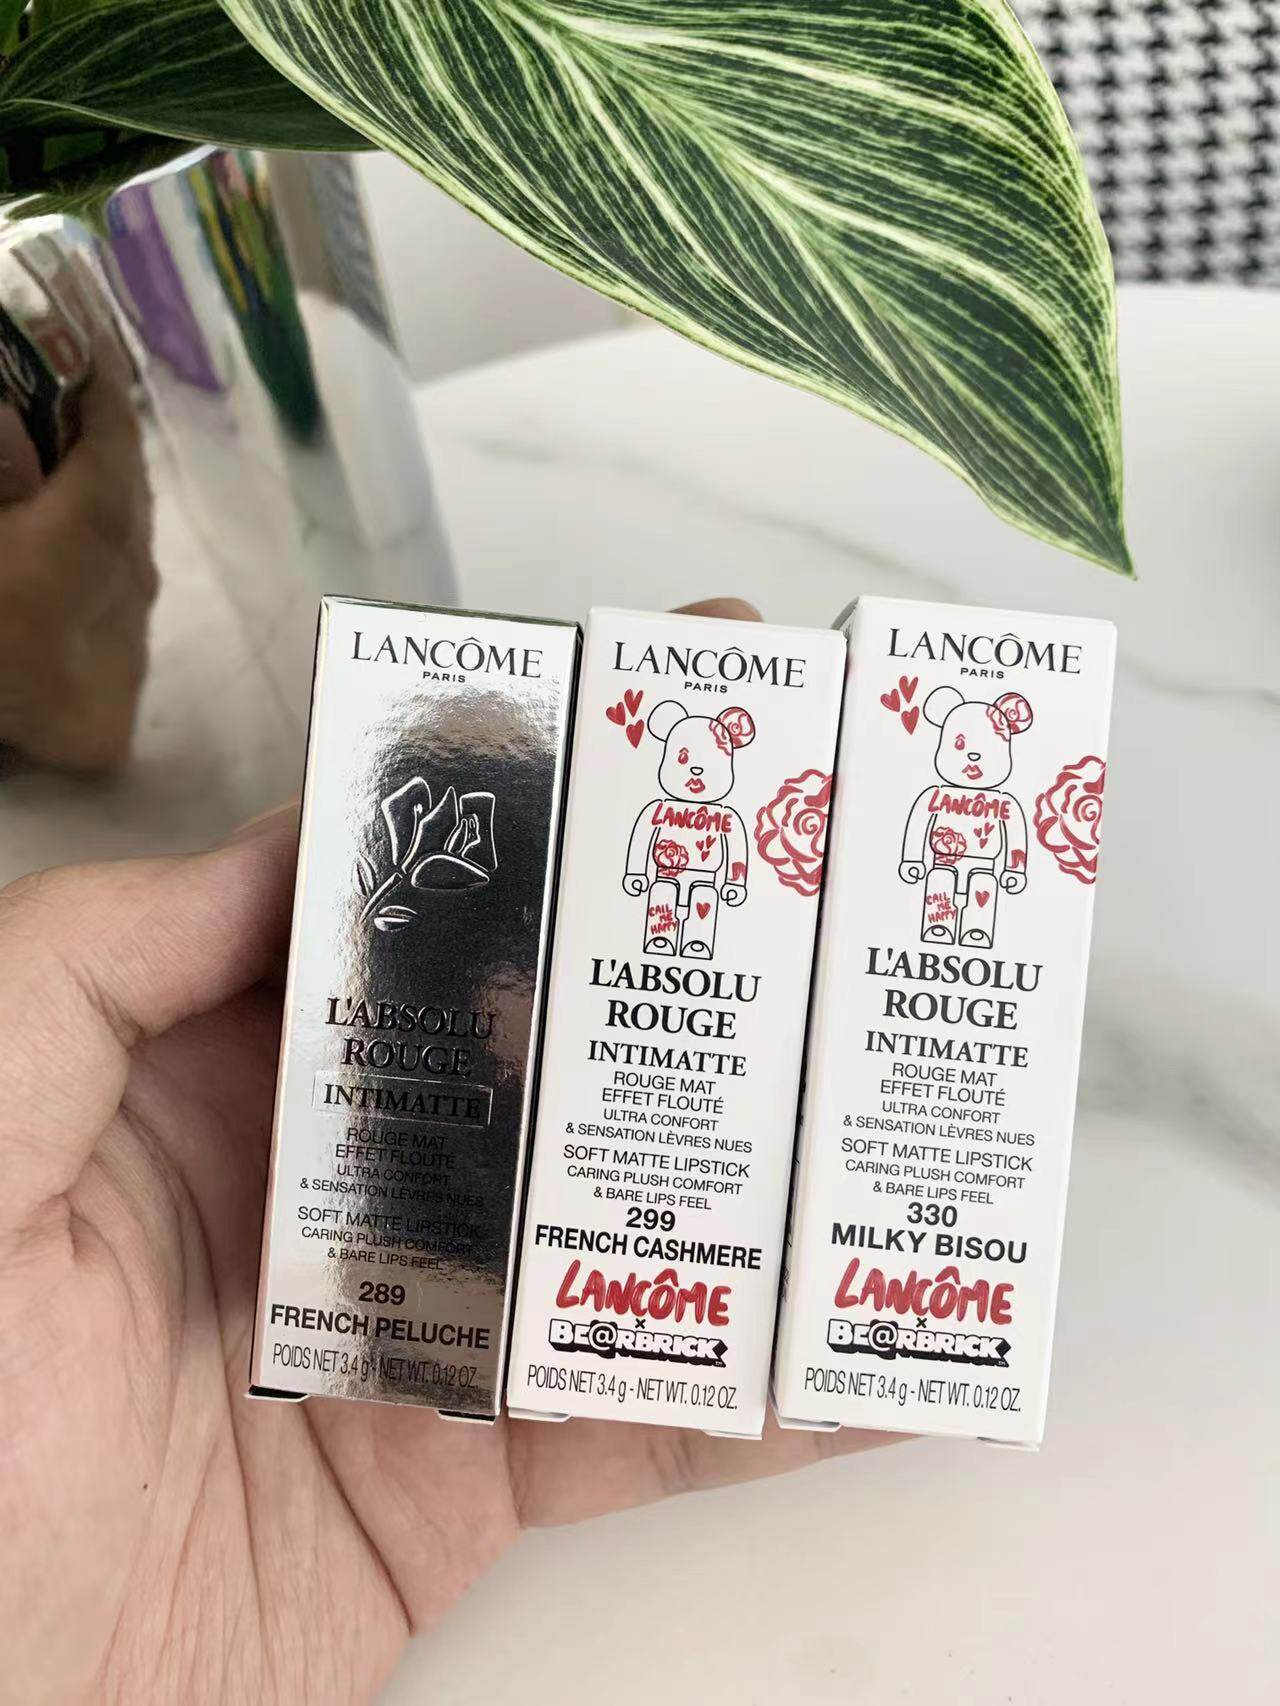 LANCÔME
PARIS
L'ABSOLU
ROUGE
INTIMATTE
ROUGE MAT
EFFET FLOUTÉ
ULTRA CONFORT
& SENSATION LÈVRES NUES
SOFT MATTE LIPSTICK
CARING PLUSH COMFORT
& BARE LIPS FEEL
289
FRENCH PELUCHE
POIDS NET 3.4 g - NET WT. 0.12 OZ.
LANCÔME
PARIS
LANCÔME
CALL
ME
HAPPY
L'ABSOLU
ROUGE
INTIMATTE
ROUGE MAT
EFFET FLOUTÉ
ULTRA CONFORT
& SENSATION LÈVRES NUES
SOFT MATTE LIPSTICK
CARING PLUSH COMFORT
& BARE LIPS FEEL
299
FRENCH CASHMERE
LANCÔME
×
BE@RBRICK™
POIDS NET 3.4 g - NET WT. 0.12 OZ.
LANCÔME
PARIS
LANCÔME
CALL
ME
HAPPY
L'ABSOLU
ROUGE
INTIMATTE
ROUGE MAT
EFFET FLOUTÉ
ULTRA CONFORT
& SENSATION LÈVRES NUES
SOFT MATTE LIPSTICK
CARING PLUSH COMFORT
& BARE LIPS FEEL
330
MILKY BISOU
LANCÔME
×
BE@RBRICK™
POIDS NET 3.4 g - NET WT. 0.12 OZ.